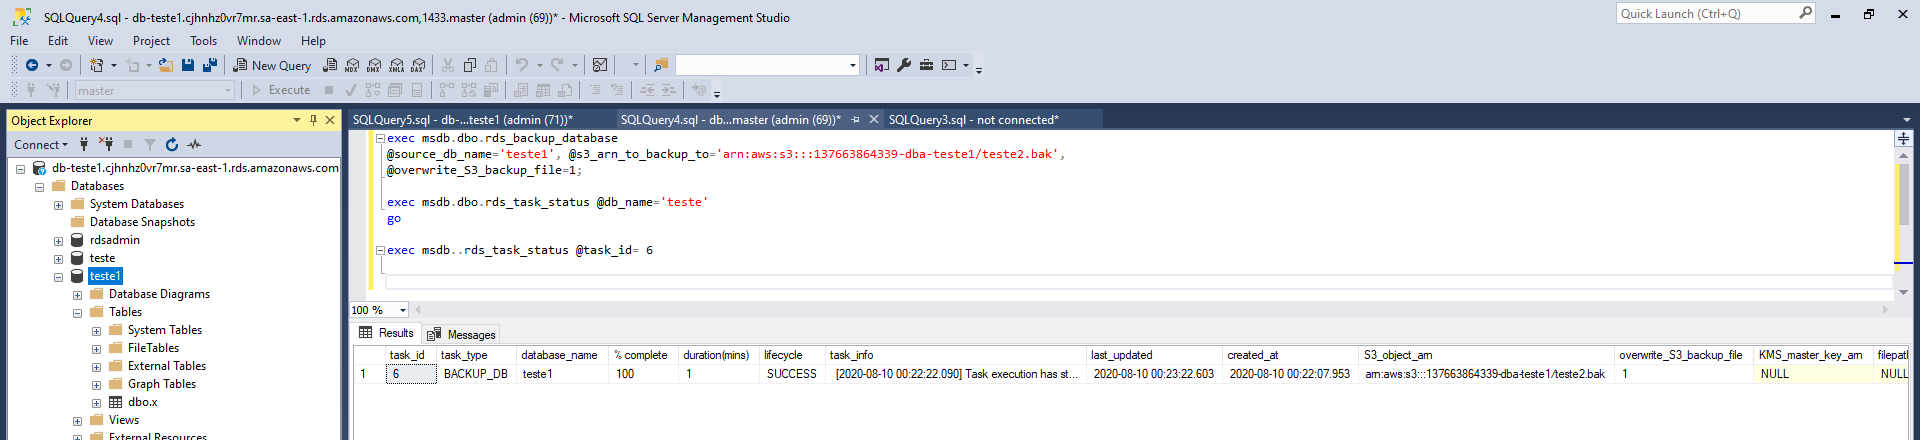 SQLQuery4.sql - db-teste1.cjhnhz0vr7mr.sa-east-1.rds.amazonaws.com,1433.master (admin (69))* - Microsoft SQL Server Management Studio
Quick Launch (Ctrl+Q)
File Edit View Project Tools Window Help
New Query MDX DMX XMLA DAX
master Execute
Object Explorer
Connect
db-teste1.cjhnhz0vr7mr.sa-east-1.rds.amazonaws.com
Databases
System Databases
Database Snapshots
rdsadmin
teste
teste1
Database Diagrams
Tables
System Tables
FileTables
External Tables
Graph Tables
dbo.x
Views
External Resources
SQLQuery5.sql - db-...teste1 (admin (71))* SQLQuery4.sql - db...master (admin (69))* SQLQuery3.sql - not connected*
exec msdb.dbo.rds_backup_database
@source_db_name='teste1', @s3_arn_to_backup_to='arn:aws:s3:::137663864339-dba-teste1/teste2.bak',
@overwrite_S3_backup_file=1;
exec msdb.dbo.rds_task_status @db_name='teste'
go
exec msdb..rds_task_status @task_id= 6
100 %
Results Messages
task_id task_type database_name % complete duration(mins) lifecycle task_info last_updated created_at S3_object_arn overwrite_S3_backup_file KMS_master_key_arn filepath
1 6 BACKUP_DB teste1 100 1 SUCCESS [2020-08-10 00:22:22.090] Task execution has st... 2020-08-10 00:23:22.603 2020-08-10 00:22:07.953 arn:aws:s3:::137663864339-dba-teste1/teste2.bak 1 NULL NULL